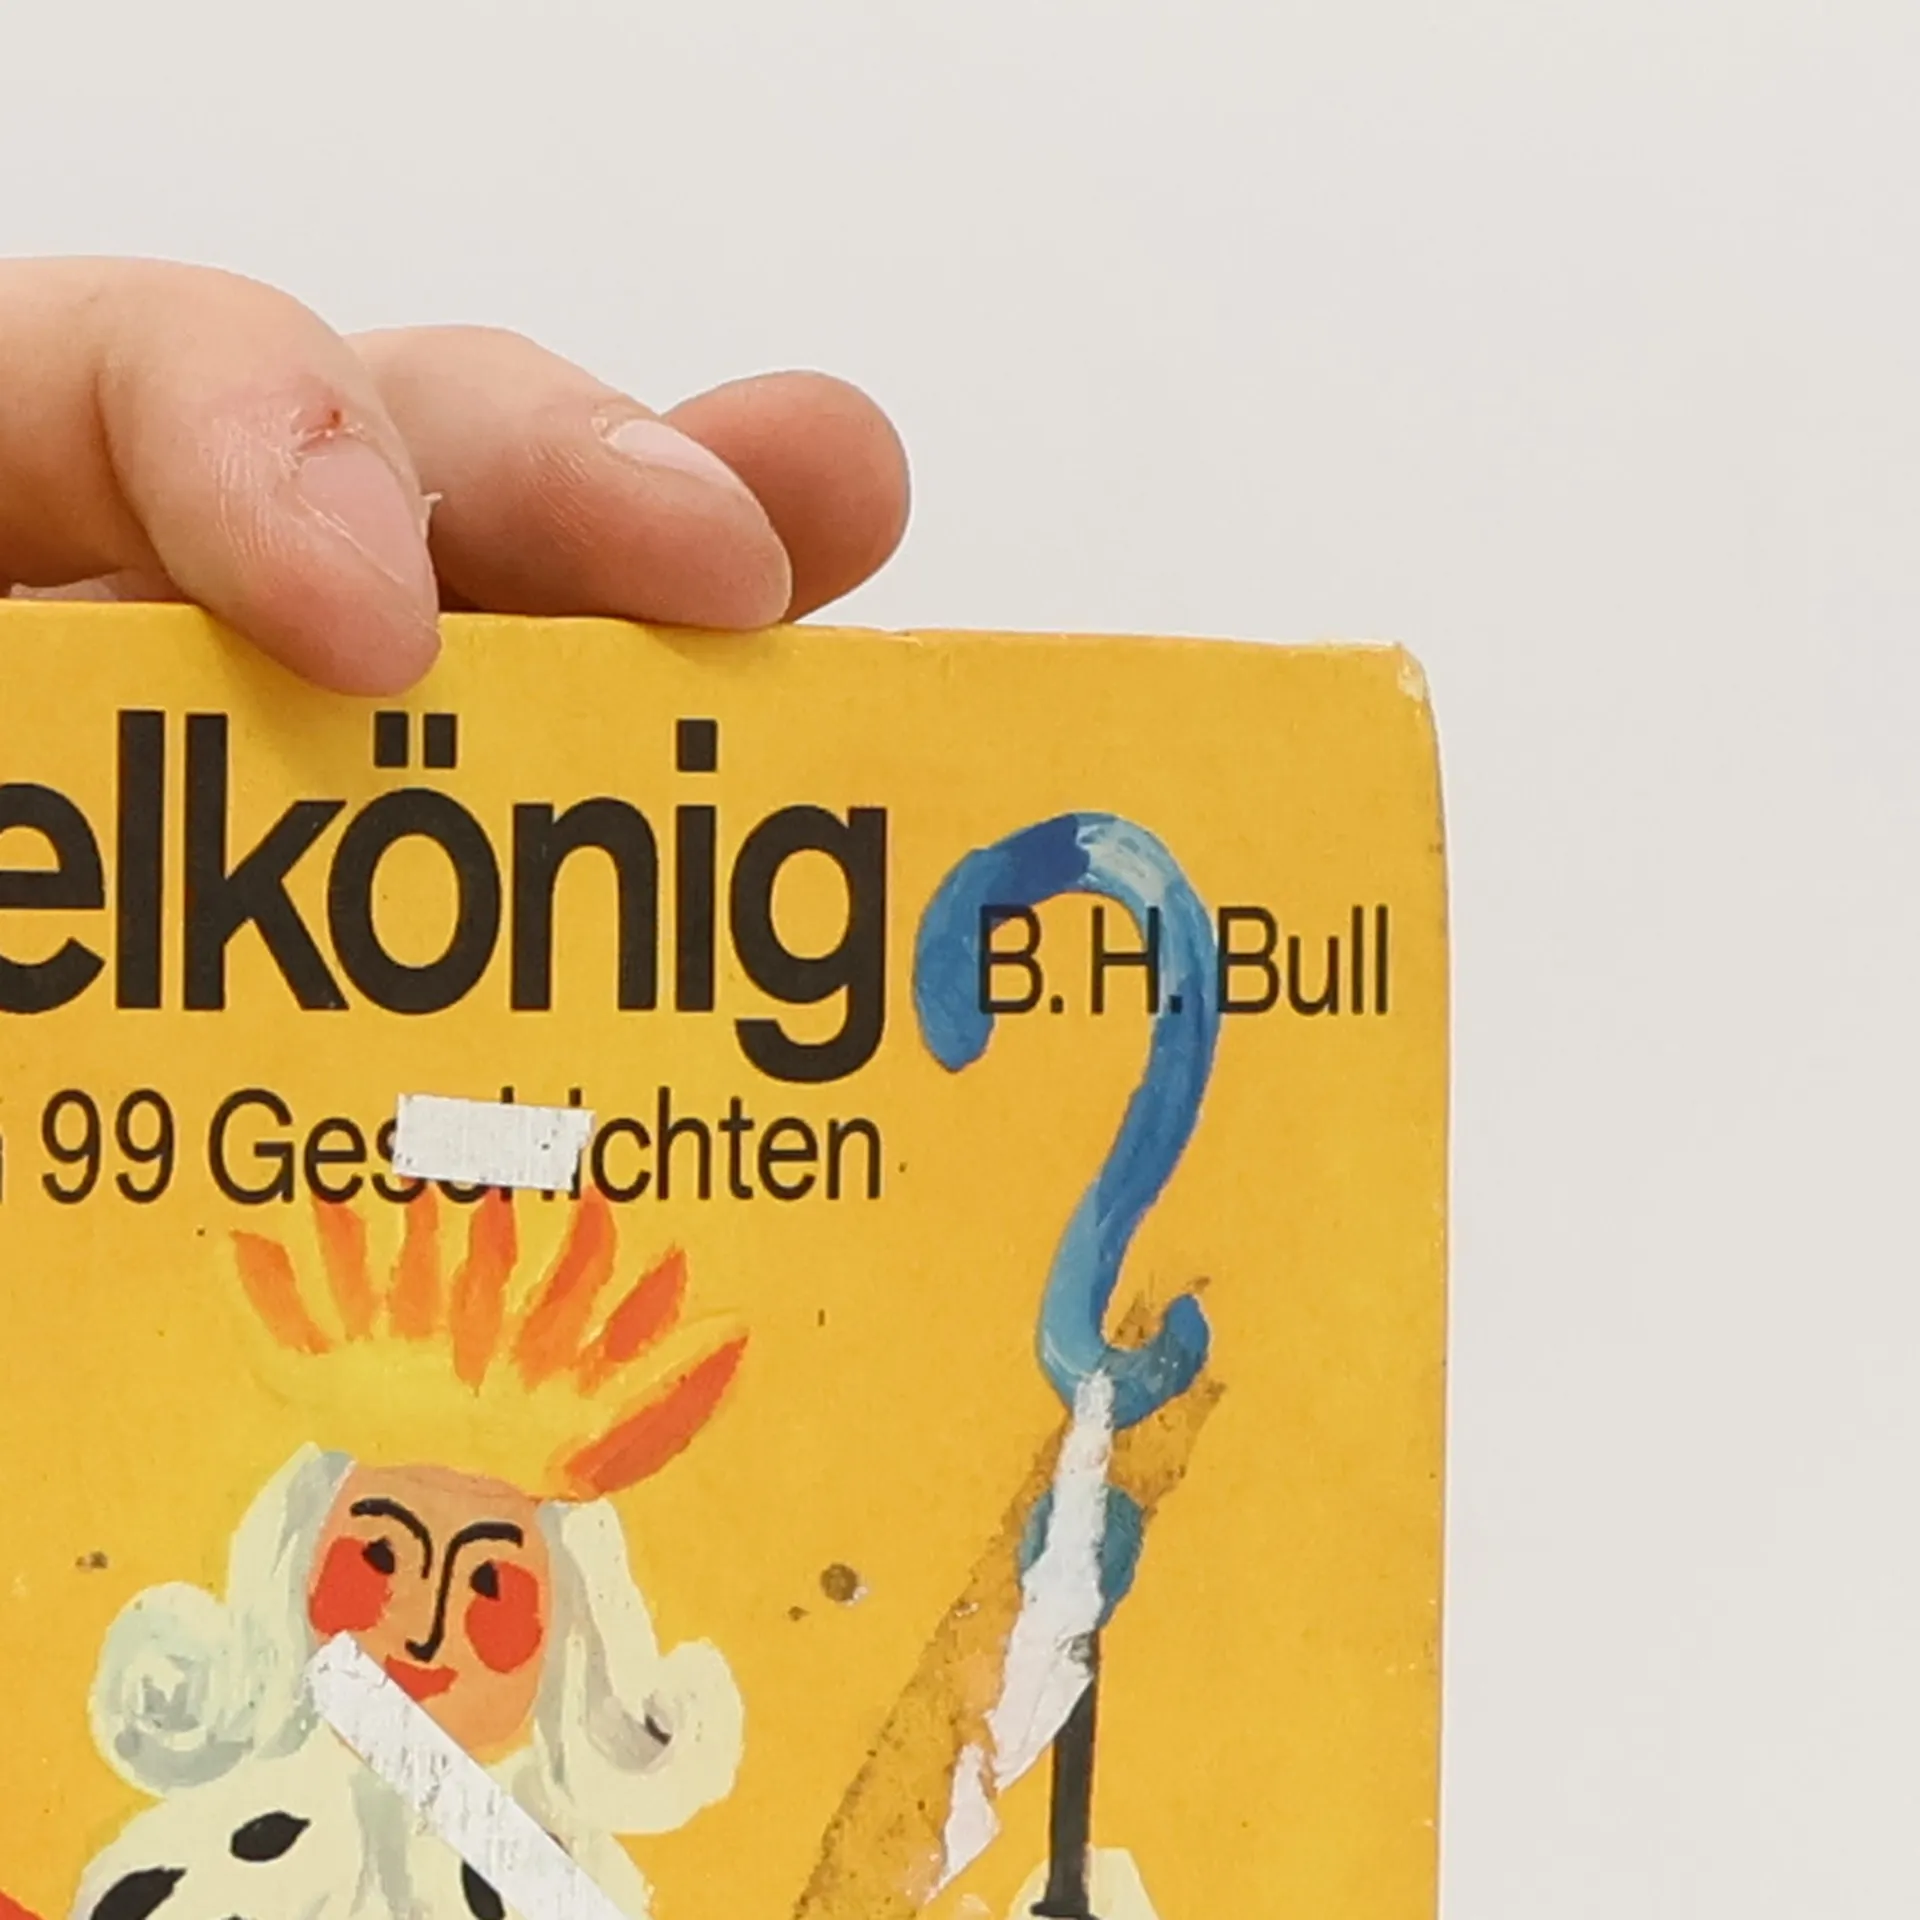 elkönig B. H. Bull
99 Geschichten